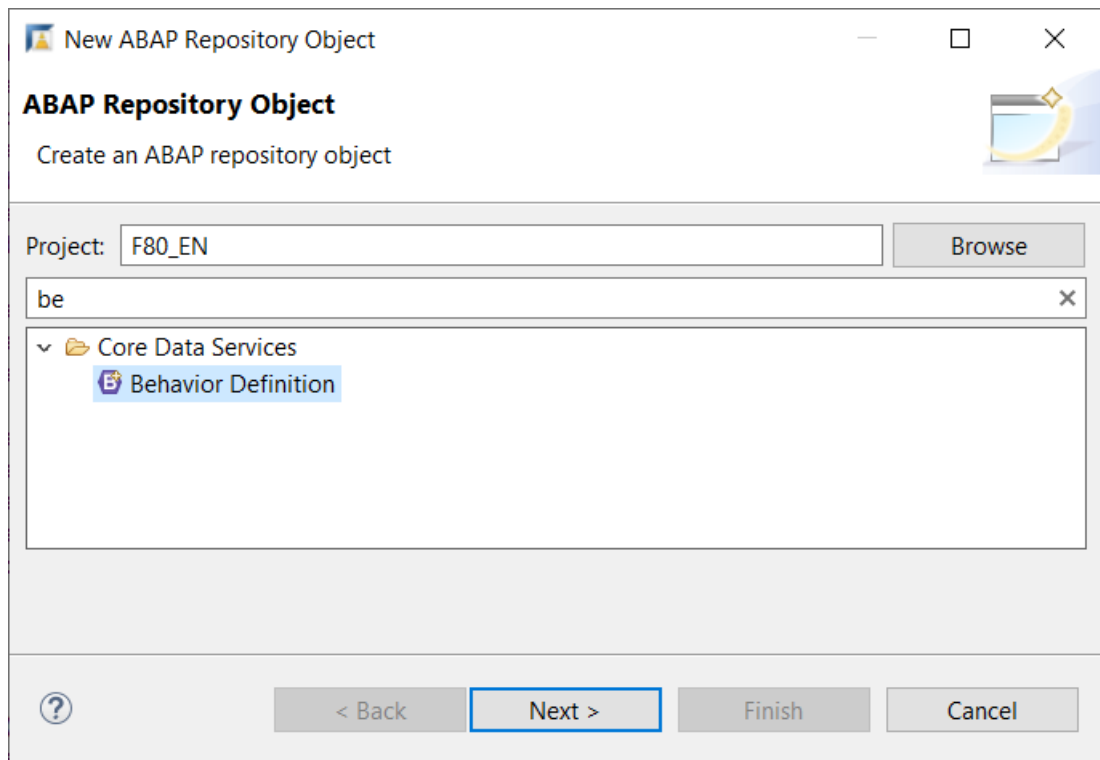 New ABAP Repository Object
ABAP Repository Object
Create an ABAP repository object
Project: F80_EN Browse
be
Core Data Services
Behavior Definition
< Back Next > Finish Cancel